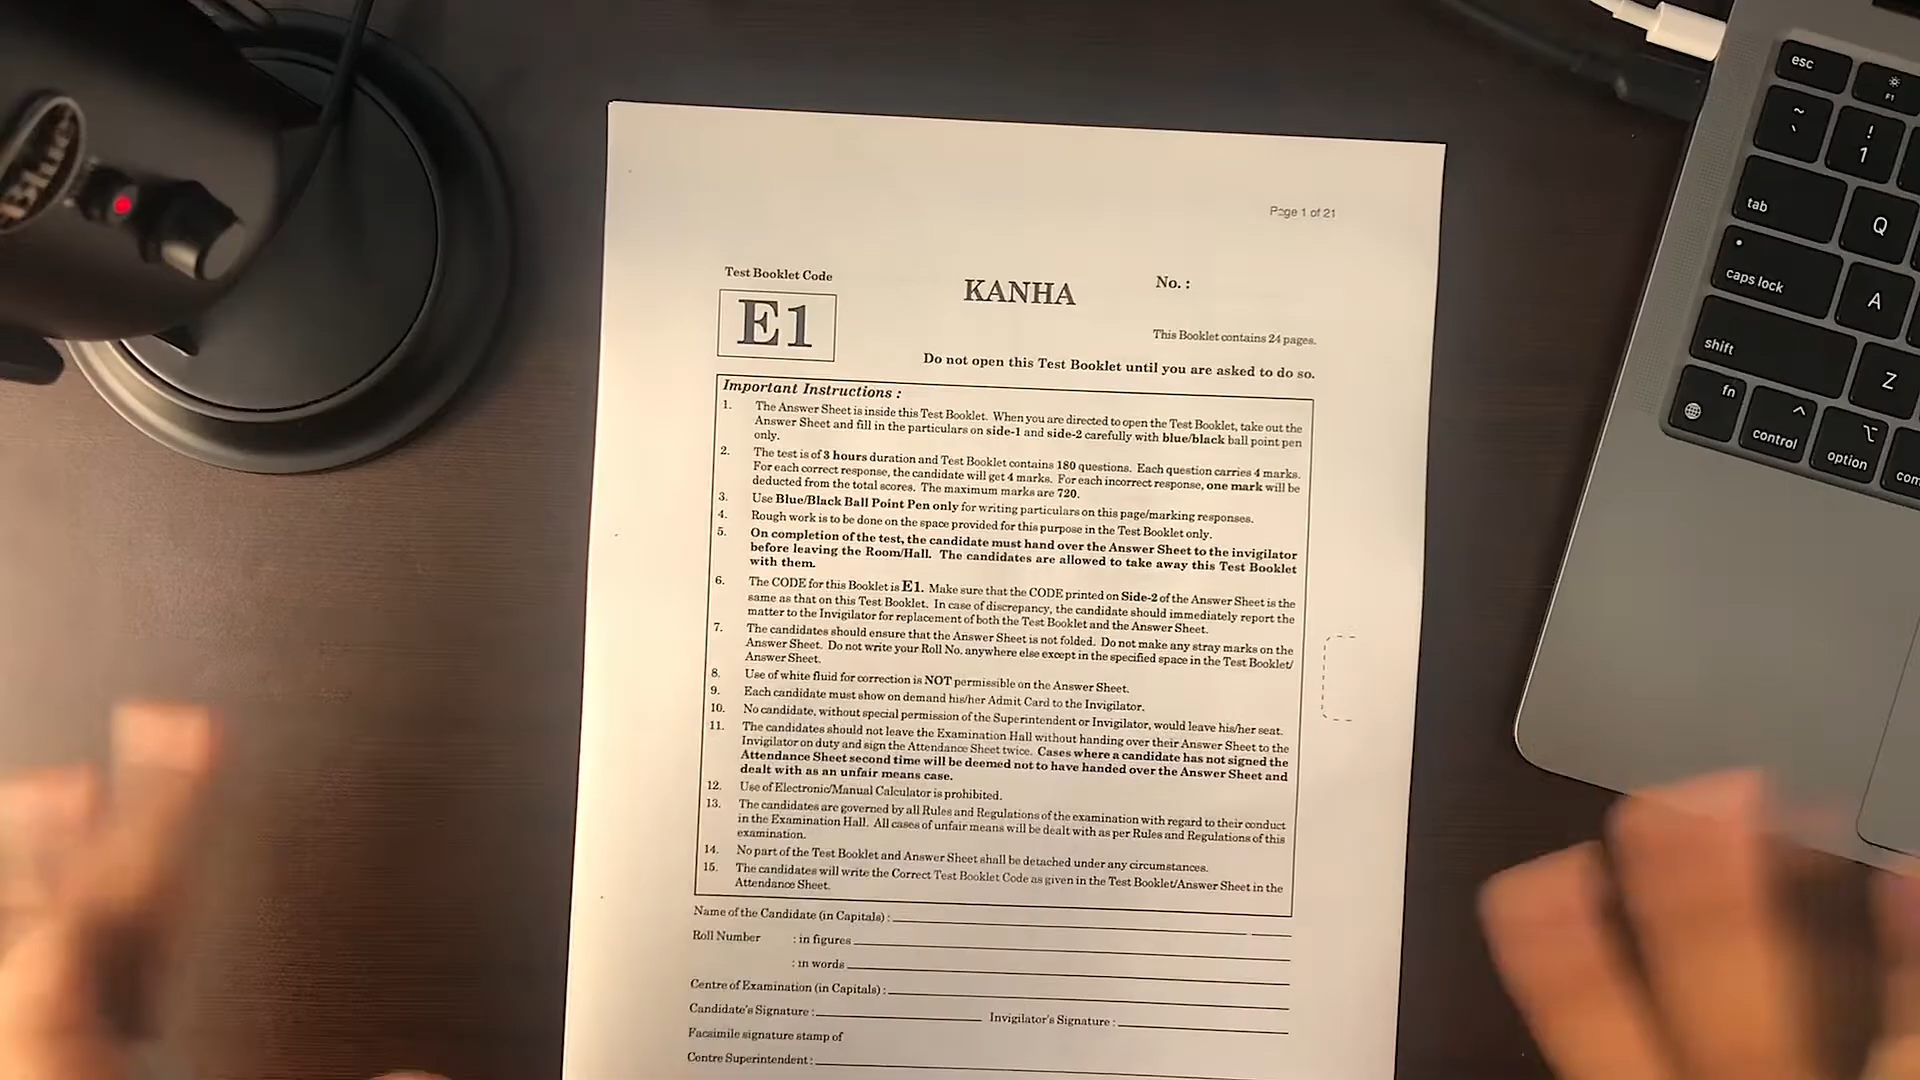 Blue
Page 1 of 21
Test Booklet Code
E1
KANHA
No. :
This Booklet contains 24 pages.
Do not open this Test Booklet until you are asked to do so.
Important Instructions :
1. The Answer Sheet is inside this Test Booklet. When you are directed to open the Test Booklet, take out the
Answer Sheet and fill in the particulars on side-1 and side-2 carefully with blue/black ball point pen
only.
2. The test is of 3 hours duration and Test Booklet contains 180 questions. Each question carries 4 marks.
For each correct response, the candidate will get 4 marks. For each incorrect response, one mark will be
deducted from the total scores. The maximum marks are 720.
3. Use Blue/Black Ball Point Pen only for writing particulars on this page/marking responses.
4. Rough work is to be done on the space provided for this purpose in the Test Booklet only.
5. On completion of the test, the candidate must hand over the Answer Sheet to the invigilator
before leaving the Room/Hall. The candidates are allowed to take away this Test Booklet
with them.
6. The CODE for this Booklet is E1. Make sure that the CODE printed on Side-2 of the Answer Sheet is the
same as that on this Test Booklet. In case of discrepancy, the candidate should immediately report the
matter to the Invigilator for replacement of both the Test Booklet and the Answer Sheet.
7. The candidates should ensure that the Answer Sheet is not folded. Do not make any stray marks on the
Answer Sheet. Do not write your Roll No. anywhere else except in the specified space in the Test Booklet/
Answer Sheet.
8. Use of white fluid for correction is NOT permissible on the Answer Sheet.
9. Each candidate must show on demand his/her Admit Card to the Invigilator.
10. No candidate, without special permission of the Superintendent or Invigilator, would leave his/her seat.
11. The candidates should not leave the Examination Hall without handing over their Answer Sheet to the
Invigilator on duty and sign the Attendance Sheet twice. Cases where a candidate has not signed the
Attendance Sheet second time will be deemed not to have handed over the Answer Sheet and
dealt with as an unfair means case.
12. Use of Electronic/Manual Calculator is prohibited.
13. The candidates are governed by all Rules and Regulations of the examination with regard to their conduct
in the Examination Hall. All cases of unfair means will be dealt with as per Rules and Regulations of this
examination.
14. No part of the Test Booklet and Answer Sheet shall be detached under any circumstances.
15. The candidates will write the Correct Test Booklet Code as given in the Test Booklet/Answer Sheet in the
Attendance Sheet.
Name of the Candidate (in Capitals) :
Roll Number : in figures
: in words
Centre of Examination (in Capitals) :
Candidate's Signature : Invigilator's Signature :
Facsimile signature stamp of
Centre Superintendent :
esc
F1
~ `
! 1
tab
Q
caps lock
A
shift
Z
fn
control
option
com